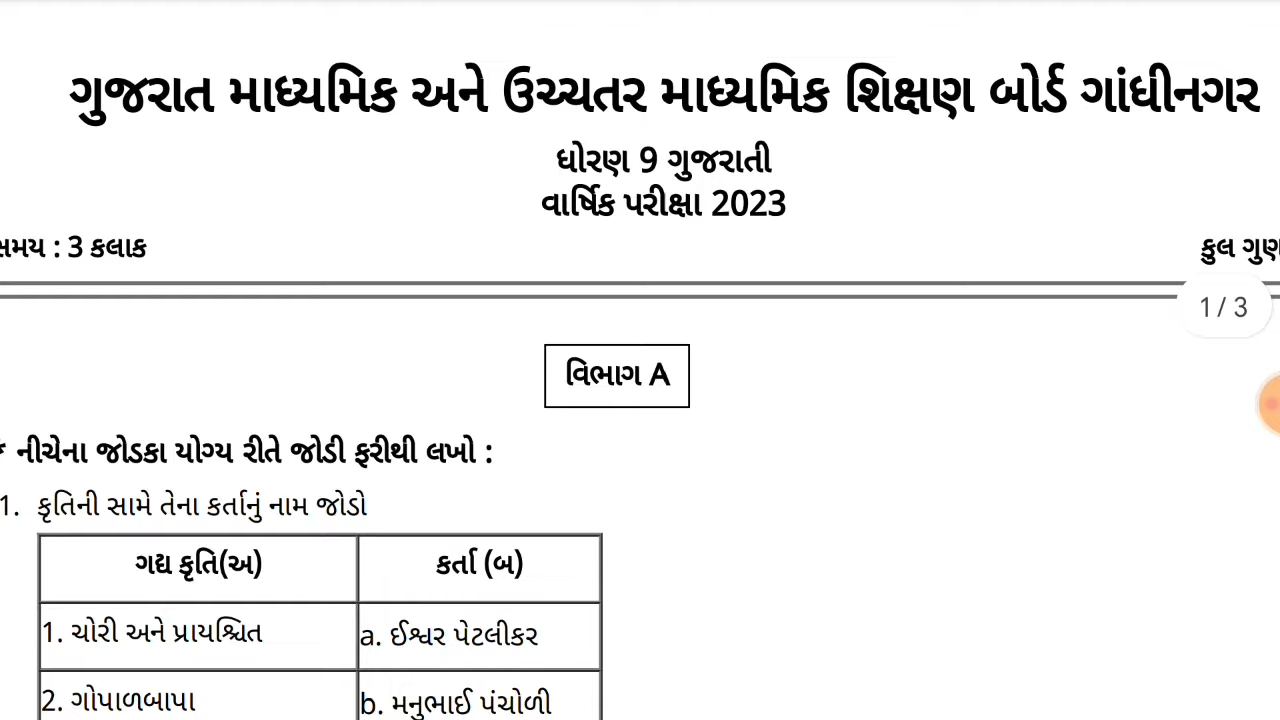 ગુજરાત માધ્યમિક અને ઉચ્ચતર માધ્યમિક શિક્ષણ બોર્ડ ગાંધીનગર
ધોરણ 9 ગુજરાતી
વાર્ષિક પરીક્ષા 2023
સમય : 3 કલાક કુલ ગુણ
1 / 3
વિભાગ A
* નીચેના જોડકા યોગ્ય રીતે જોડી ફરીથી લખો :
1. કૃતિની સામે તેના કર્તાનું નામ જોડો
ગદ્ય કૃતિ(અ) કર્તા (બ)
1. ચોરી અને પ્રાયશ્ચિત a. ઈશ્વર પેટલીકર
2. ગોપાળબાપા b. મનુભાઈ પંચોળી